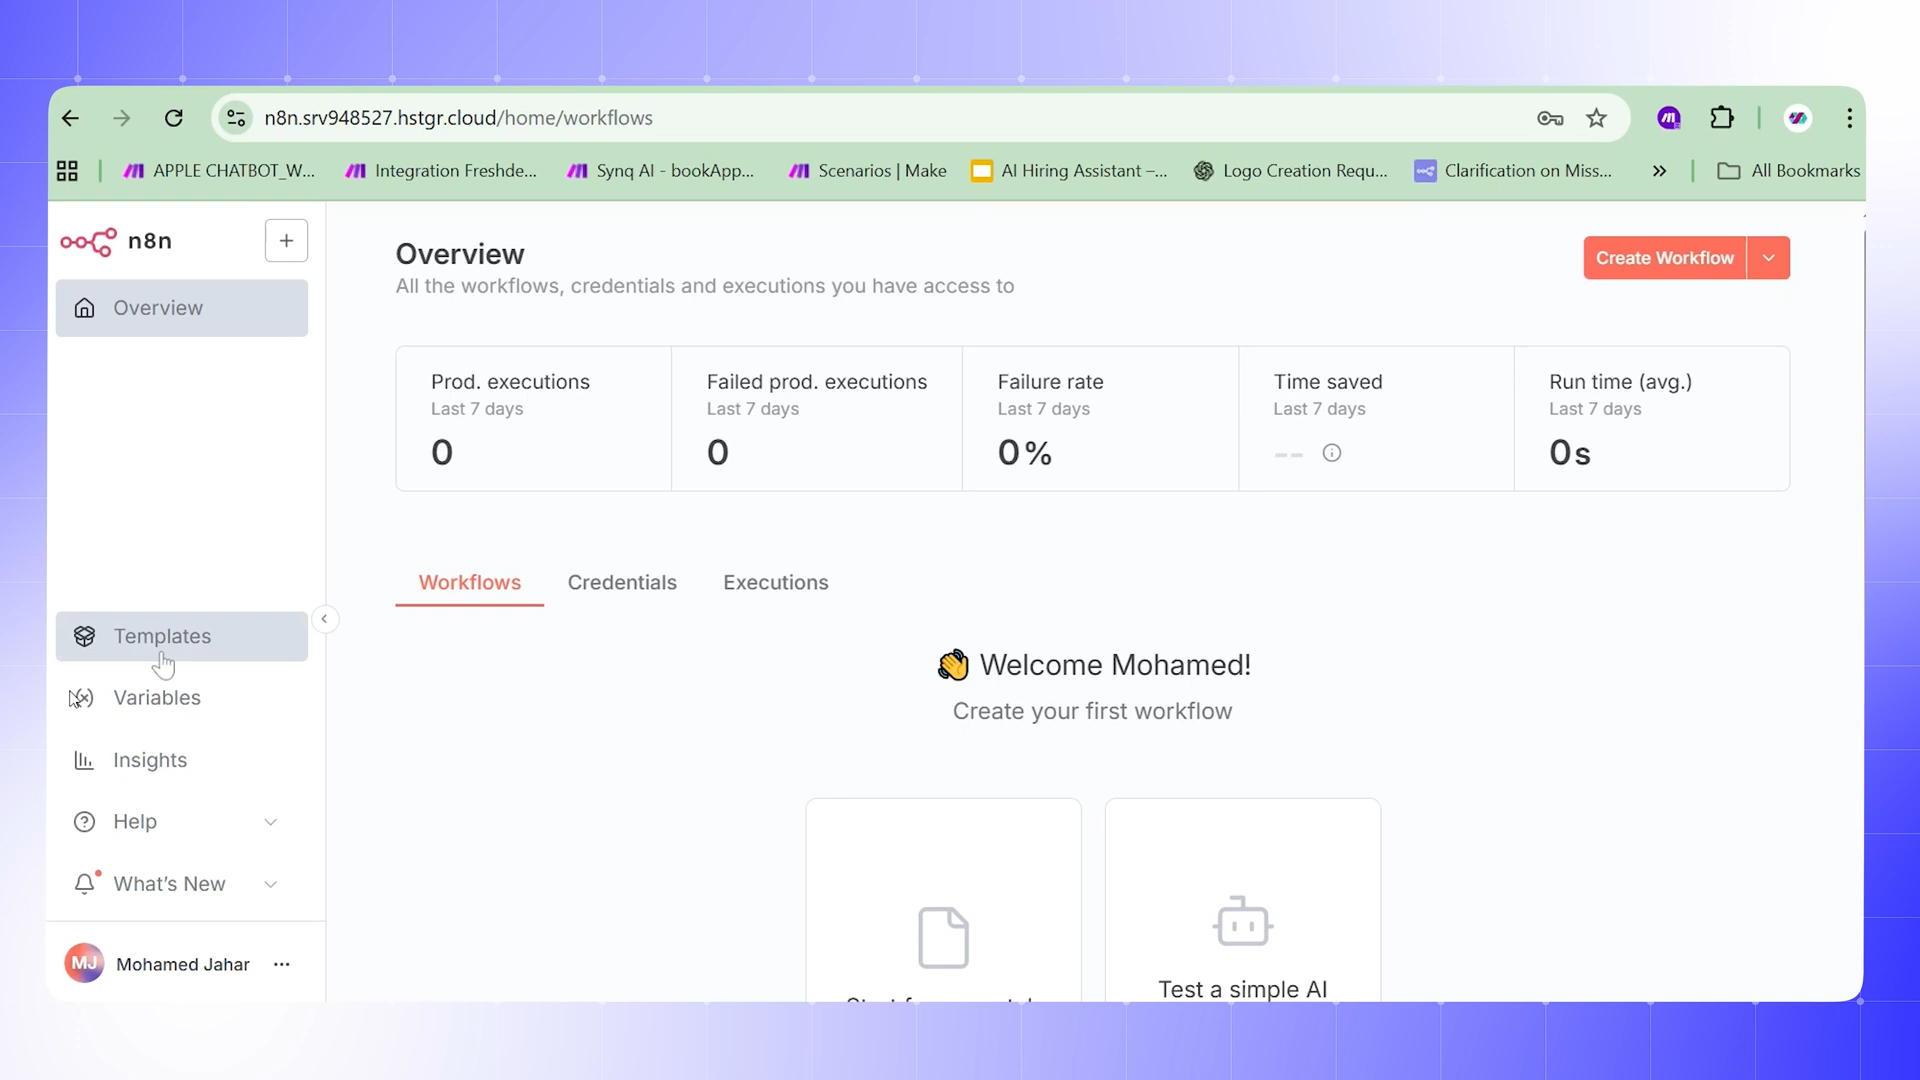 n8n.srv948527.hstgr.cloud/home/workflows
APPLE CHATBOT_W... Integration Freshde... Synq AI - bookApp... Scenarios | Make AI Hiring Assistant –... Logo Creation Requ... Clarification on Miss... All Bookmarks
n8n
Overview
Templates
Variables
Insights
Help
What's New
MJ Mohamed Jahar
Overview
All the workflows, credentials and executions you have access to
Create Workflow
Prod. executions
Last 7 days
0
Failed prod. executions
Last 7 days
0
Failure rate
Last 7 days
0%
Time saved
Last 7 days
--
Run time (avg.)
Last 7 days
0s
Workflows Credentials Executions
👋 Welcome Mohamed!
Create your first workflow
Test a simple AI